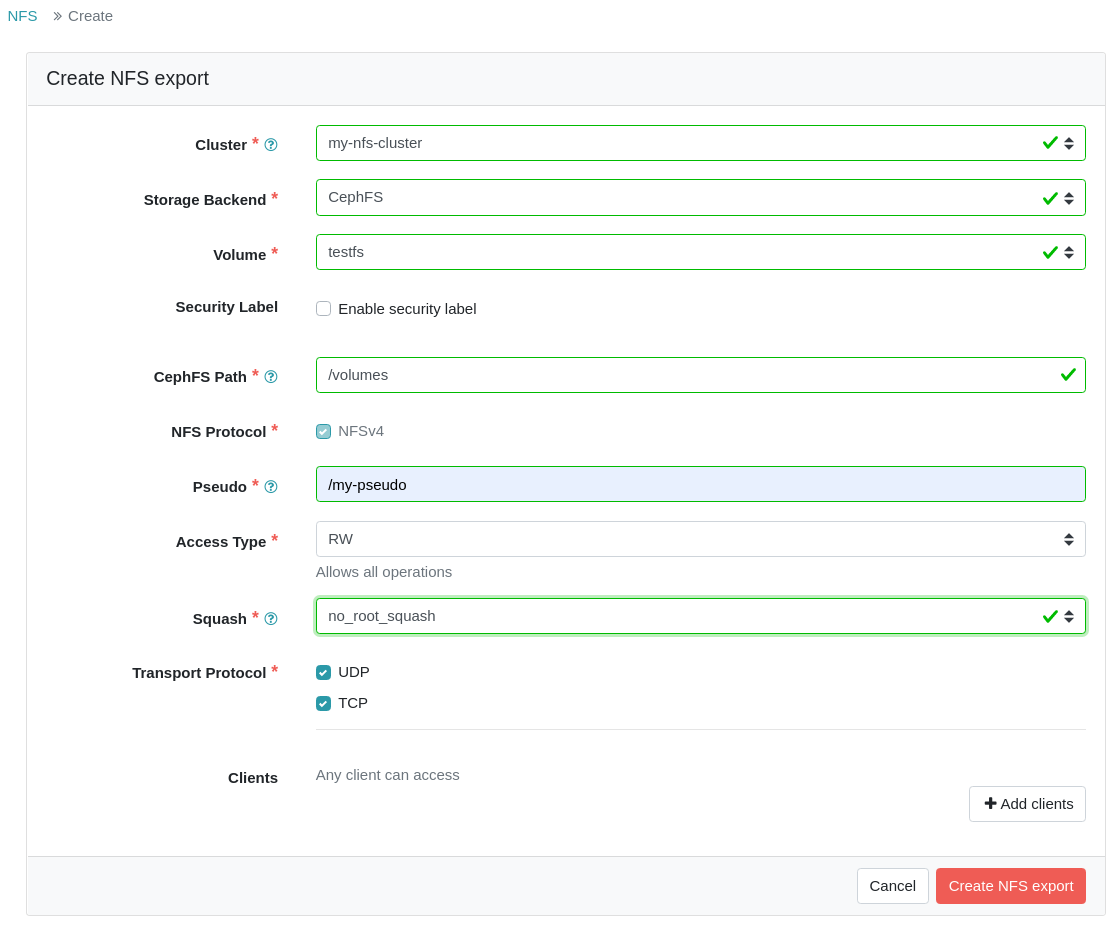 NFS » Create
Create NFS export
Cluster * my-nfs-cluster
Storage Backend * CephFS
Volume * testfs
Security Label Enable security label
CephFS Path * /volumes
NFS Protocol * NFSv4
Pseudo * /my-pseudo
Access Type * RW
Allows all operations
Squash * no_root_squash
Transport Protocol * UDP
TCP
Clients Any client can access
+ Add clients
Cancel Create NFS export